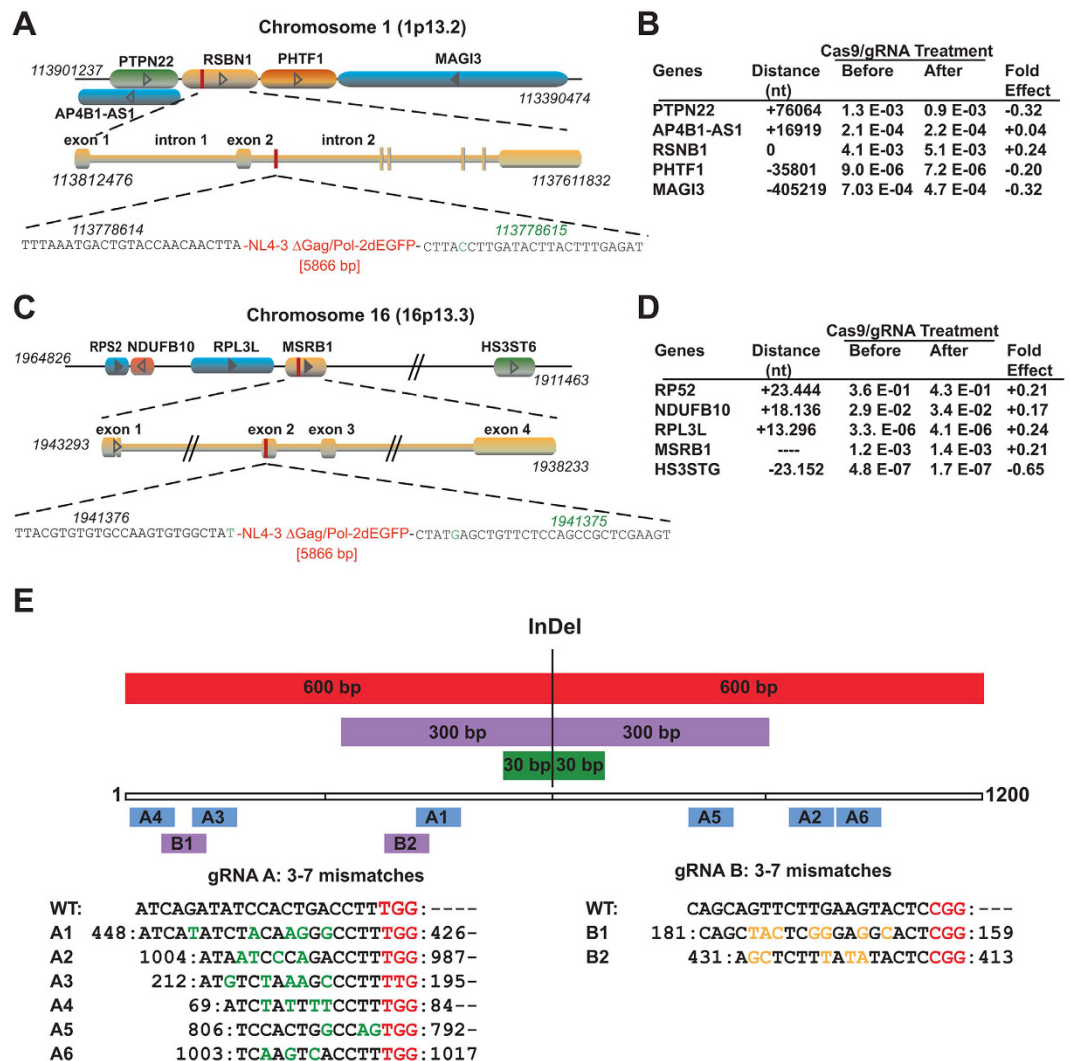 A
Chromosome 1 (1p13.2)
PTPN22 RSBN1 PHTF1 MAGI3
113901237
113390474
AP4B1-AS1
exon 1 intron 1 exon 2 intron 2
113812476
1137611832
113778614
113778615
TTTAAATGACTGTACCAACAACTTA-NL4-3 ΔGag/Pol-2dEGFP-CTTACCTTGATACTTACTTTGAGAT
[5866 bp]
B
Cas9/gRNA Treatment
Genes Distance (nt) Before After Fold Effect
PTPN22 +76064 1.3 E-03 0.9 E-03 -0.32
AP4B1-AS1 +16919 2.1 E-04 2.2 E-04 +0.04
RSNB1 0 4.1 E-03 5.1 E-03 +0.24
PHTF1 -35801 9.0 E-06 7.2 E-06 -0.20
MAGI3 -405219 7.03 E-04 4.7 E-04 -0.32
C
Chromosome 16 (16p13.3)
RPS2 NDUFB10 RPL3L MSRB1 HS3ST6
1964826
1911463
exon 1 exon 2 exon 3 exon 4
1943293
1938233
1941376
1941375
TTACGTGTGTGCCAAGTGTGGCTAT-NL4-3 ΔGag/Pol-2dEGFP-CTATGAGCTGTTCTCCAGCCGCTCGAAGT
[5866 bp]
D
Cas9/gRNA Treatment
Genes Distance (nt) Before After Fold Effect
RP52 +23.444 3.6 E-01 4.3 E-01 +0.21
NDUFB10 +18.136 2.9 E-02 3.4 E-02 +0.17
RPL3L +13.296 3.3. E-06 4.1 E-06 +0.24
MSRB1 ---- 1.2 E-03 1.4 E-03 +0.21
HS3STG -23.152 4.8 E-07 1.7 E-07 -0.65
E
InDel
600 bp 600 bp
300 bp 300 bp
30 bp 30 bp
1 1200
A4 A3 A1 A5 A2 A6
B1 B2
gRNA A: 3-7 mismatches
WT: ATCAGATATCCACTGACCTTTGG:----
A1 448:ATCATATCTACAAGGGCCTTTGG:426-
A2 1004:ATAATCCCAGACCTTTGG:987-
A3 212:ATGTCTAAAGCCCTTTTG:195-
A4 69:ATCTATTTTCCTTTGG:84--
A5 806:TCCACTGGCCAGTGG:792-
A6 1003:TCAAGTCACCTTTGG:1017
gRNA B: 3-7 mismatches
WT: CAGCAGTTCTTGAAGTACTCCGG:---
B1 181:CAGCTACTCGGGAGGCACTCGG:159
B2 431:AGCTCTTTATATACTCCGG:413